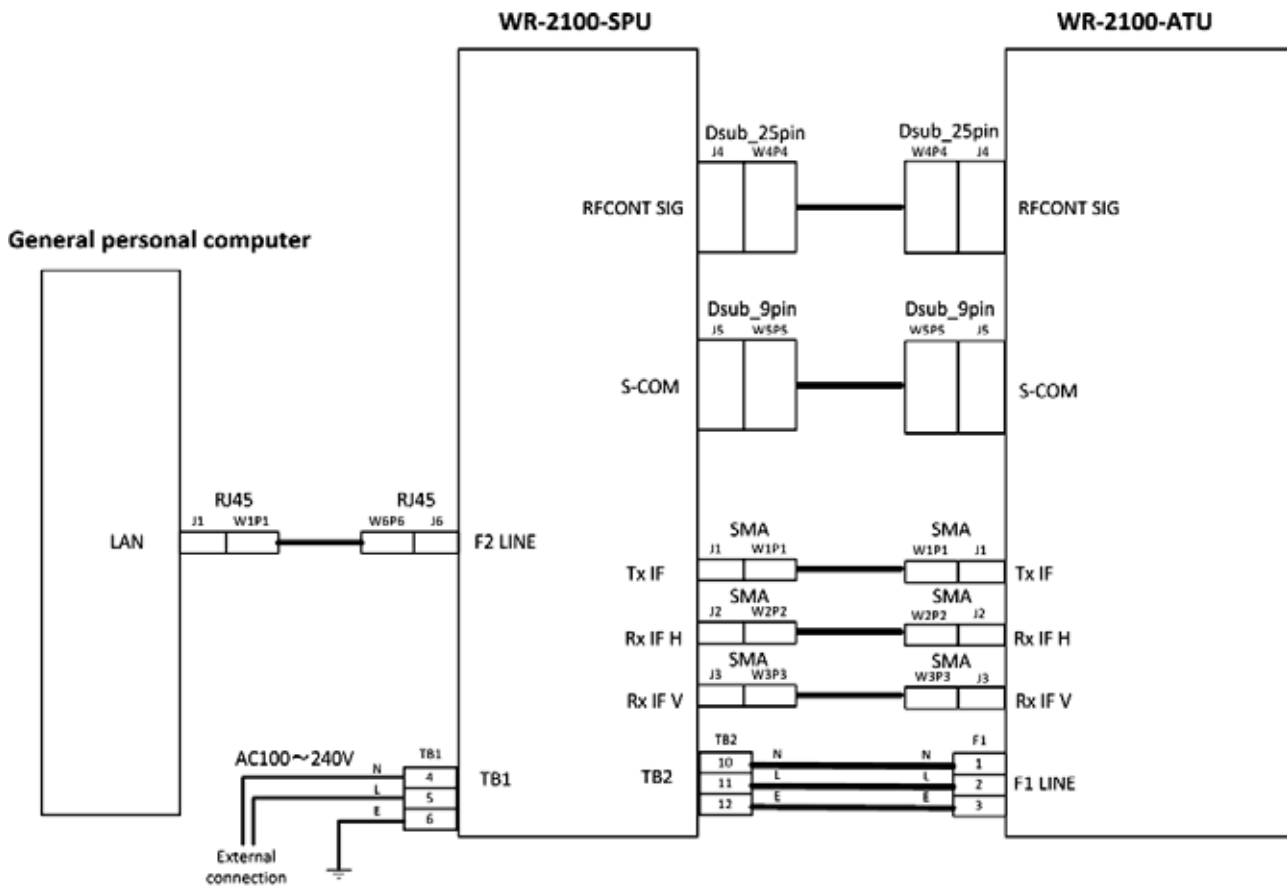 WR-2100-SPU WR-2100-ATU
Dsub_25pin Dsub_25pin
J4 W4P4 W4P4 J4
RFCONT SIG RFCONT SIG
General personal computer
Dsub_9pin Dsub_9pin
J5 W5P5 W5P5 J5
S-COM S-COM
RJ45 RJ45
J1 W1P1 W6P6 J6
LAN F2 LINE
SMA SMA
J1 W1P1 W1P1 J1
Tx IF Tx IF
SMA SMA
J2 W2P2 W2P2 J2
Rx IF H Rx IF H
SMA SMA
J3 W3P3 W3P3 J3
Rx IF V Rx IF V
AC100~240V TB1 TB2 F1
N 4 10 N N 1
L 5 TB1 TB2 11 L L 2 F1 LINE
E 6 12 E E 3
External
connection